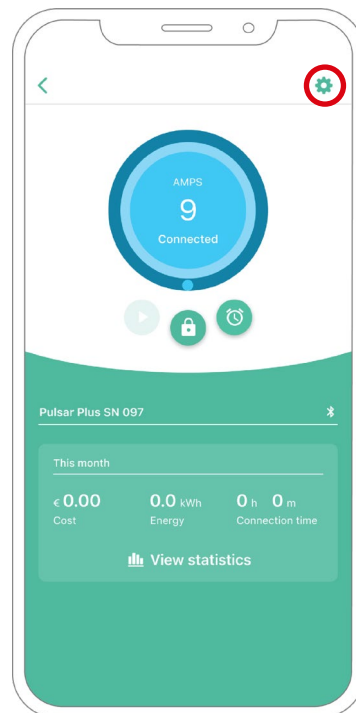 AMPS
9
Connected
Pulsar Plus SN 097
This month
€ 0.00 0.0 kWh 0 h 0 m
Cost Energy Connection time
View statistics